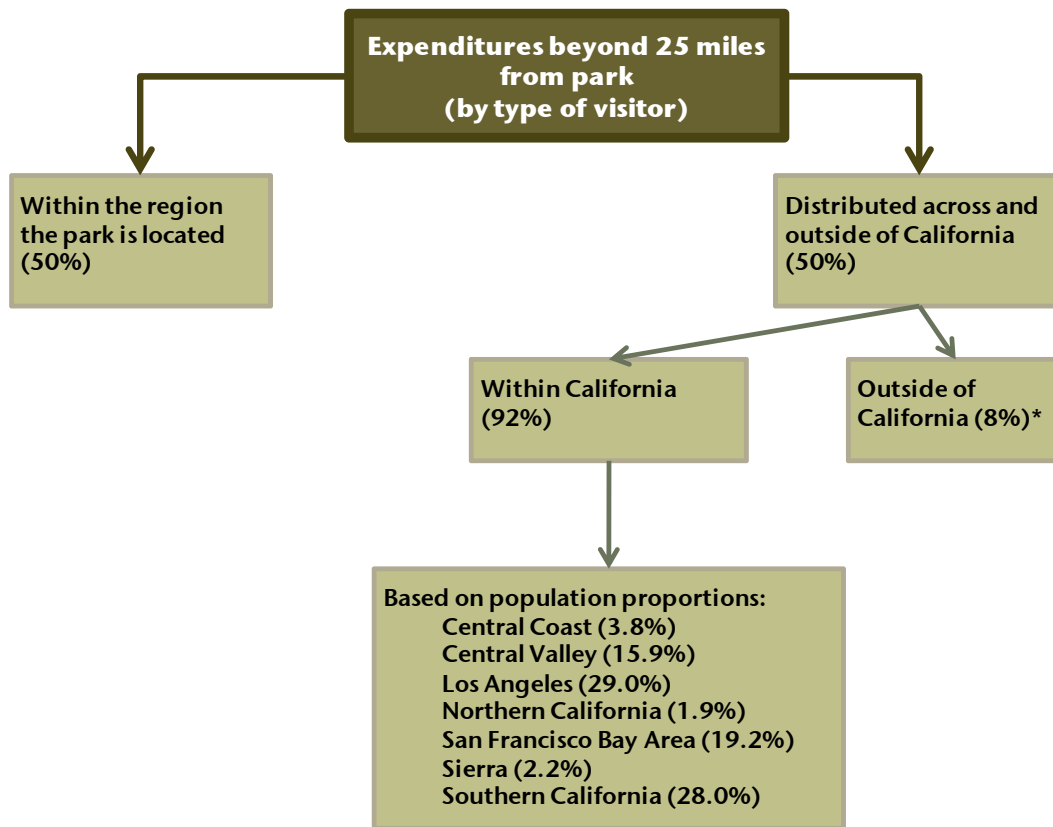 Expenditures beyond 25 miles
from park
(by type of visitor)
Within the region
the park is located
(50%)
Distributed across and
outside of California
(50%)
Within California
(92%)
Outside of
California (8%)*
Based on population proportions:
Central Coast (3.8%)
Central Valley (15.9%)
Los Angeles (29.0%)
Northern California (1.9%)
San Francisco Bay Area (19.2%)
Sierra (2.2%)
Southern California (28.0%)